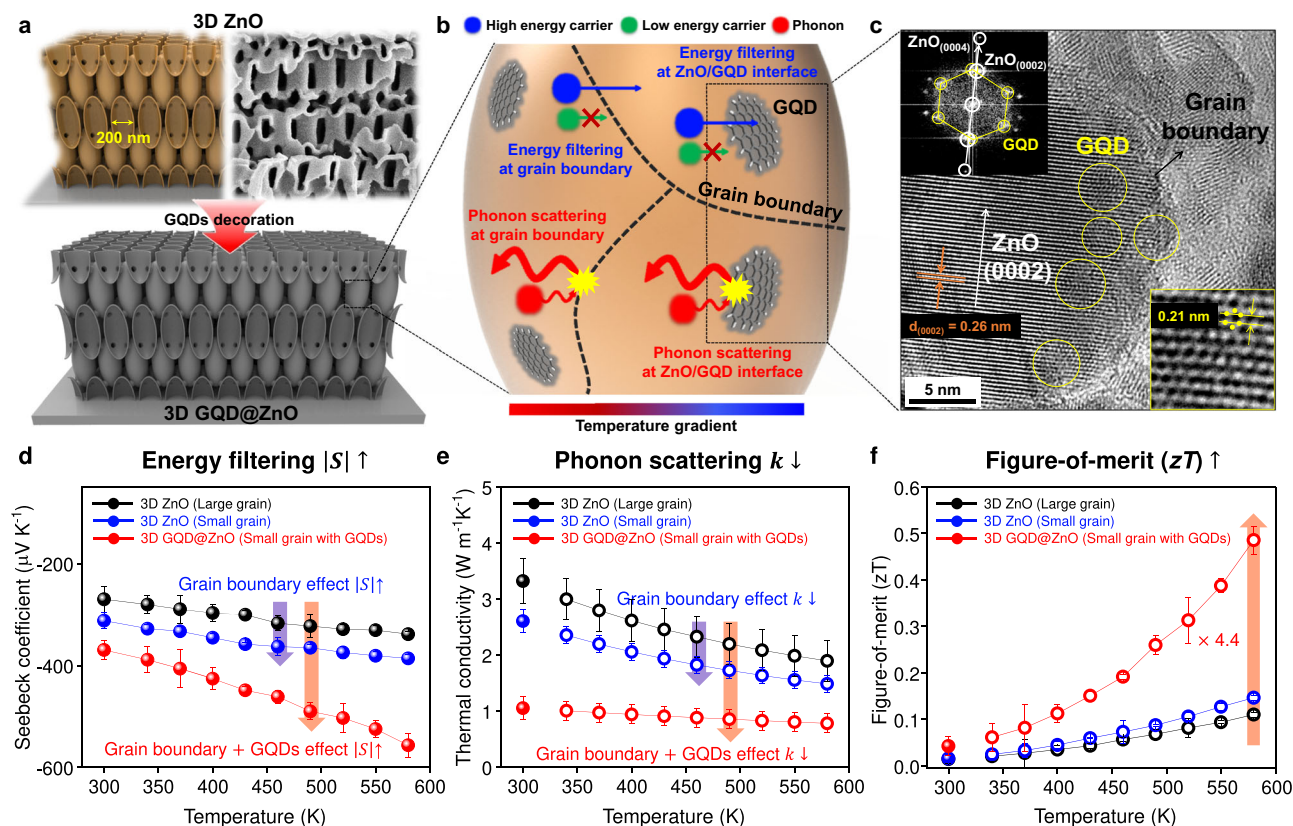 a
3D ZnO
200 nm
GQDs decoration
3D GQD@ZnO
b
High energy carrier
Low energy carrier
Phonon
Energy filtering
at ZnO/GQD interface
GQD
Energy filtering
at grain boundary
Grain boundary
Phonon scattering
at grain boundary
Phonon scattering
at ZnO/GQD interface
Temperature gradient
c
ZnO(0004)
ZnO(0002)
GQD
Grain
boundary
GQD
ZnO
(0002)
d(0002) = 0.26 nm
0.21 nm
5 nm
d
Energy filtering |S| ↑
3D ZnO (Large grain)
3D ZnO (Small grain)
3D GQD@ZnO (Small grain with GQDs)
Grain boundary effect |S|↑
Grain boundary + GQDs effect |S|↑
Seebeck coefficient (μV K⁻¹)
-200
-400
-600
300 350 400 450 500 550 600
Temperature (K)
e
Phonon scattering k ↓
3D ZnO (Large grain)
3D ZnO (Small grain)
3D GQD@ZnO (Small grain with GQDs)
Grain boundary effect k ↓
Grain boundary + GQDs effect k ↓
Thermal conductivity (W m⁻¹K⁻¹)
5
4
3
2
1
0
300 350 400 450 500 550 600
Temperature (K)
f
Figure-of-merit (zT) ↑
3D ZnO (Large grain)
3D ZnO (Small grain)
3D GQD@ZnO (Small grain with GQDs)
× 4.4
Figure-of-merit (zT)
0.6
0.5
0.4
0.3
0.2
0.1
0.0
300 350 400 450 500 550 600
Temperature (K)